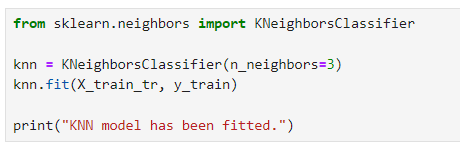 from sklearn.neighbors import KNeighborsClassifier
knn = KNeighborsClassifier(n_neighbors=3)
knn.fit(X_train_tr, y_train)
print("KNN model has been fitted.")